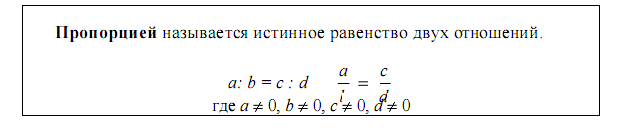 Пропорцией называется истинное равенство двух отношений.
a: b = c : d a/b = c/d
где a ≠ 0, b ≠ 0, c ≠ 0, d ≠ 0